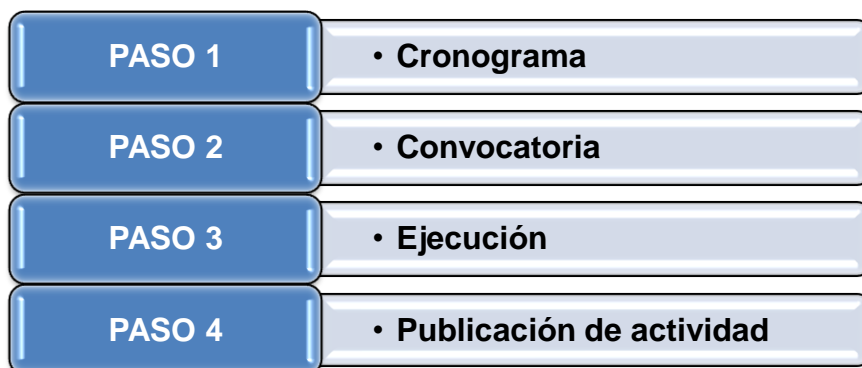 PASO 1
• Cronograma
PASO 2
• Convocatoria
PASO 3
• Ejecución
PASO 4
• Publicación de actividad